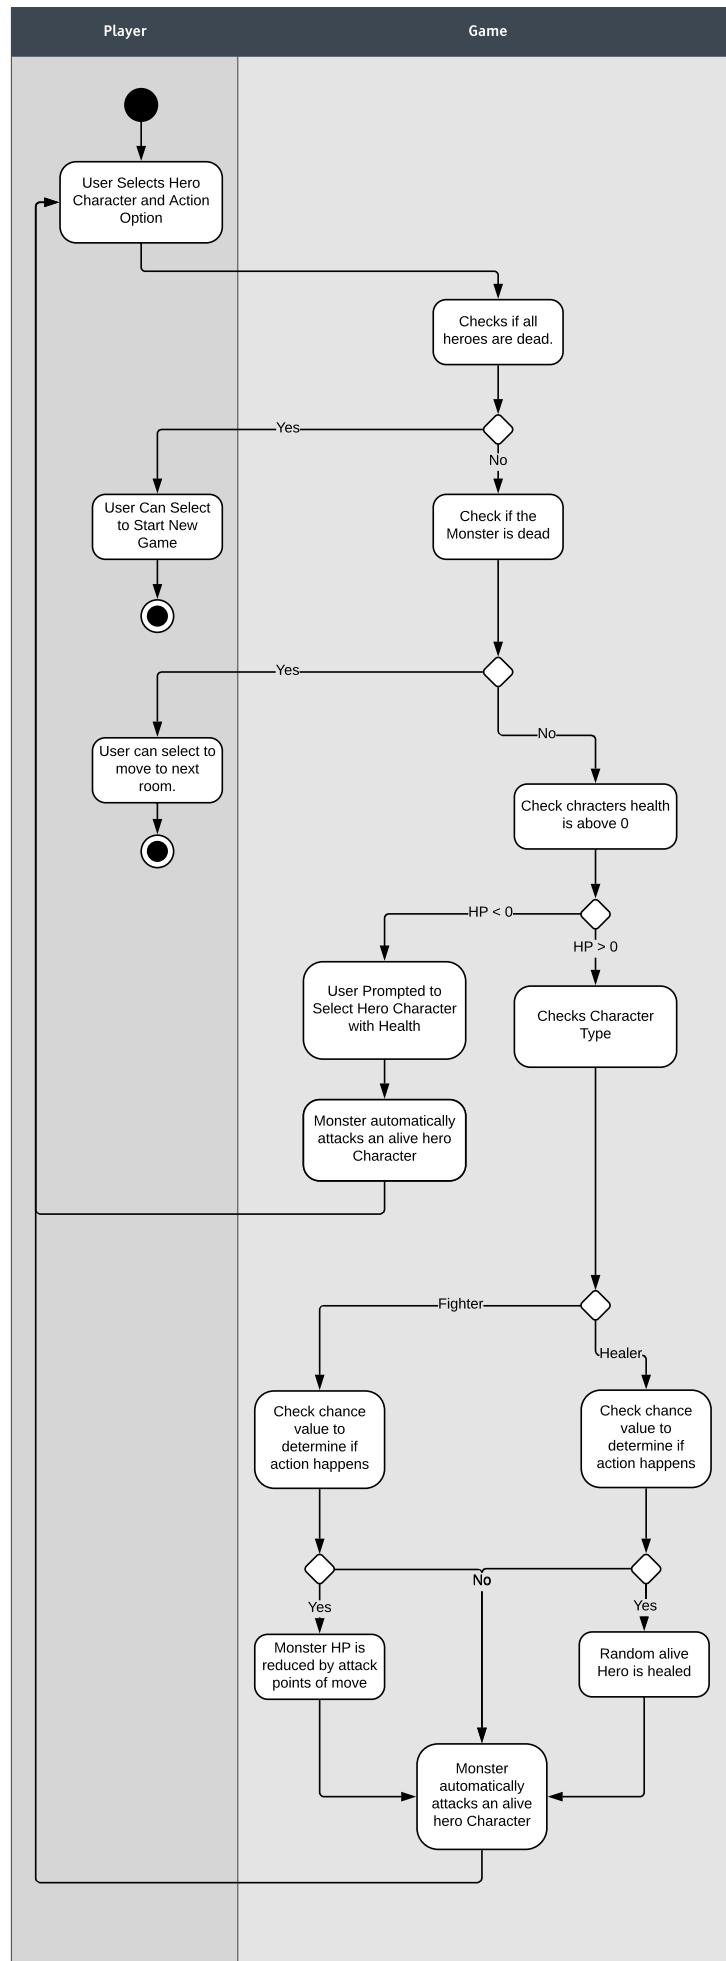 Player
Game
User Selects Hero
Character and Action
Option
Checks if all
heroes are dead.
Yes
No
User Can Select
to Start New
Game
Check if the
Monster is dead
Yes
No
User can select to
move to next
room.
Check chracters health
is above 0
HP < 0
HP > 0
User Prompted to
Select Hero Character
with Health
Checks Character
Type
Monster automatically
attacks an alive hero
Character
Fighter
Healer
Check chance
value to
determine if
action happens
Check chance
value to
determine if
action happens
No
Yes
Yes
Monster HP is
reduced by attack
points of move
Random alive
Hero is healed
Monster
automatically
attacks an alive
hero Character